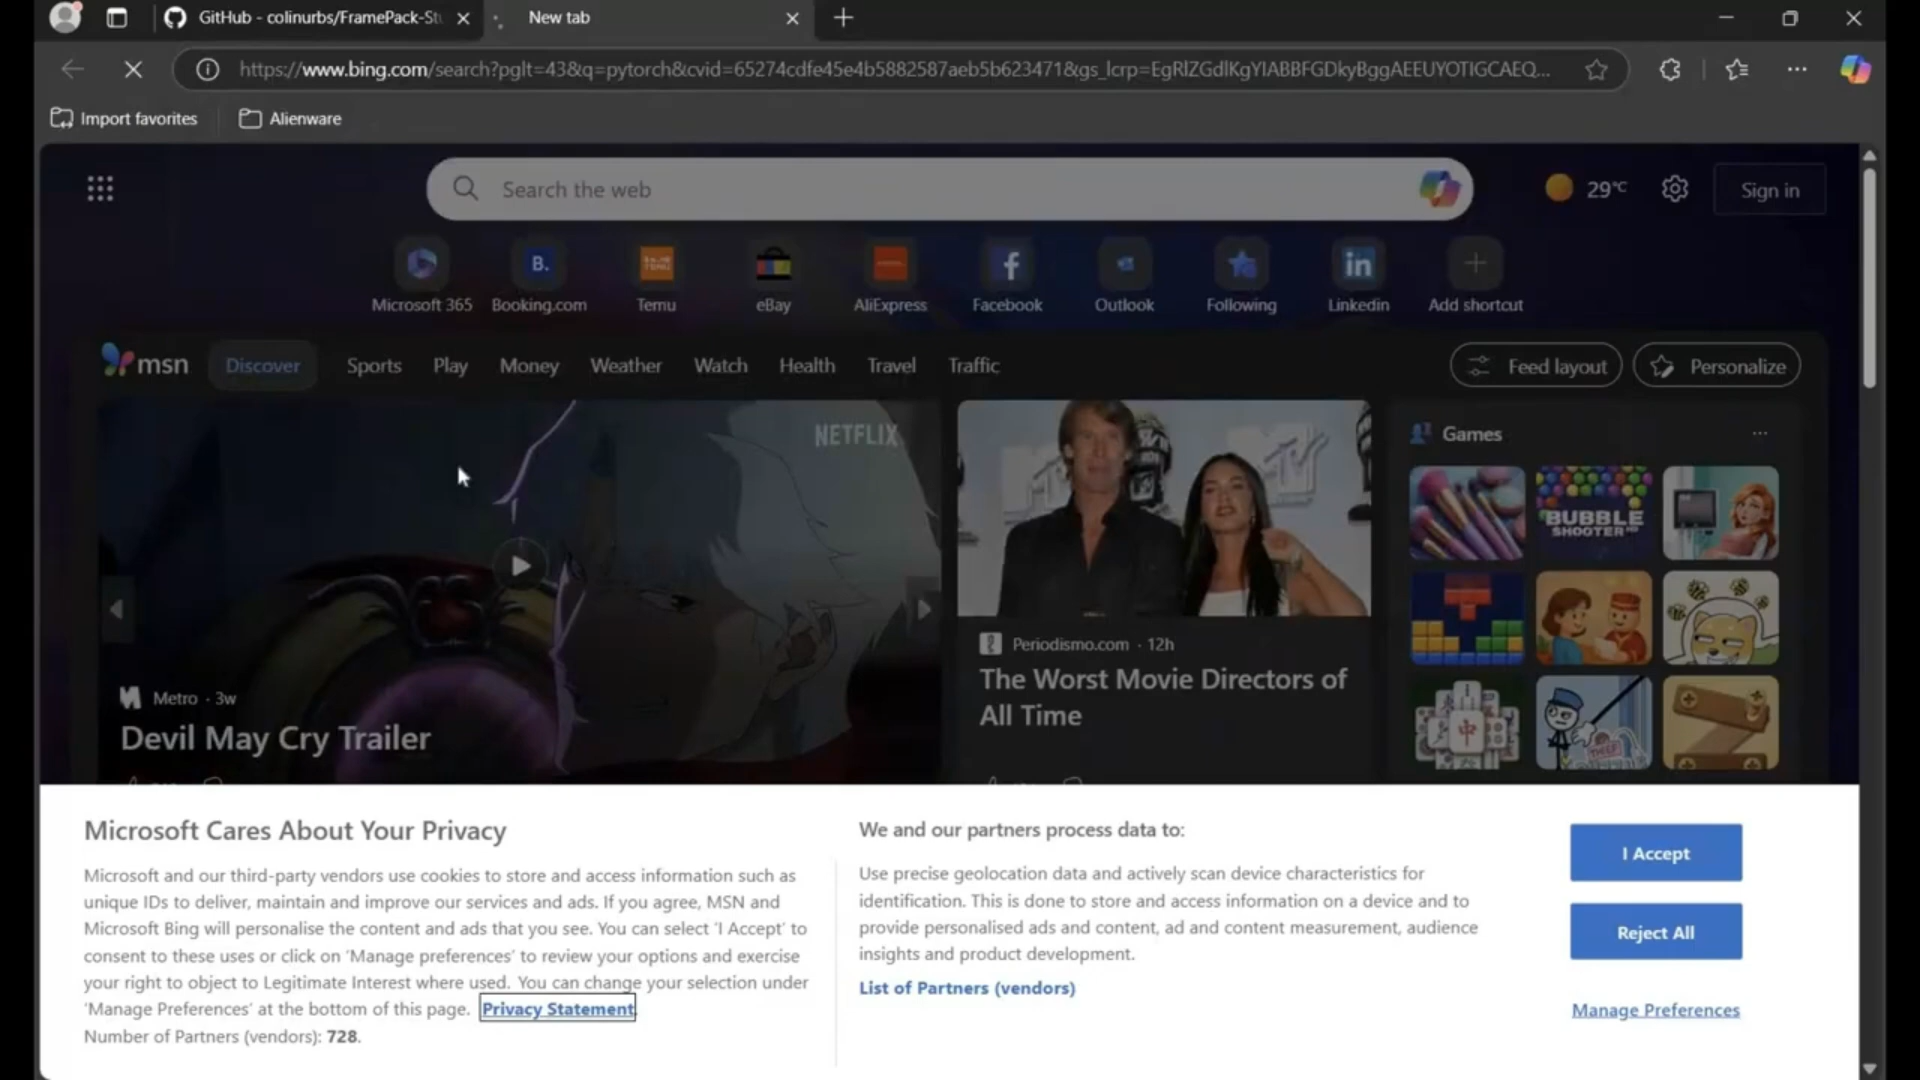 GitHub - colinurbs/FramePack-Stu
New tab
https://www.bing.com/search?pglt=43&q=pytorch&cvid=65274cdfe45e4b5882587aeb5b623471&gs_lcrp=EgRlZGdlKgYIABBFGDkyBggAEEUYOTIGCAEQ...
Import favorites
Alienware
Search the web
29°C
Sign in
Microsoft 365
Booking.com
Temu
eBay
AliExpress
Facebook
Outlook
Following
Linkedin
Add shortcut
msn
Discover
Sports
Play
Money
Weather
Watch
Health
Travel
Traffic
Feed layout
Personalize
NETFLIX
Metro · 3w
Devil May Cry Trailer
Periodismo.com · 12h
The Worst Movie Directors of
All Time
Games
BUBBLE
SHOOTER
Microsoft Cares About Your Privacy
Microsoft and our third-party vendors use cookies to store and access information such as
unique IDs to deliver, maintain and improve our services and ads. If you agree, MSN and
Microsoft Bing will personalise the content and ads that you see. You can select 'I Accept' to
consent to these uses or click on 'Manage preferences' to review your options and exercise
your right to object to Legitimate Interest where used. You can change your selection under
'Manage Preferences' at the bottom of this page. Privacy Statement
Number of Partners (vendors): 728.
We and our partners process data to:
Use precise geolocation data and actively scan device characteristics for
identification. This is done to store and access information on a device and to
provide personalised ads and content, ad and content measurement, audience
insights and product development.
List of Partners (vendors)
I Accept
Reject All
Manage Preferences